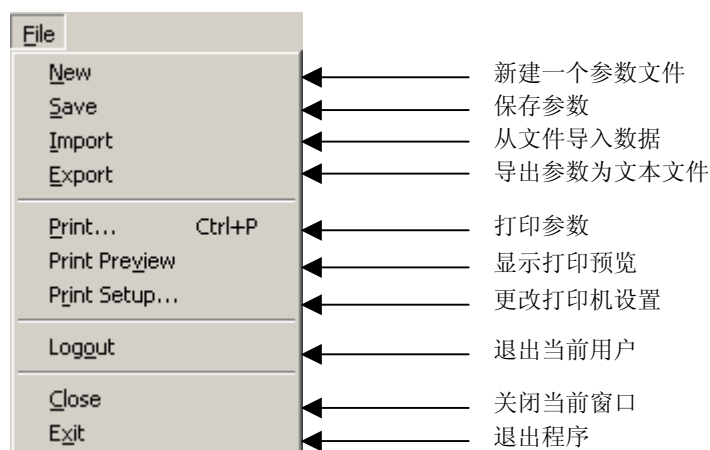 File
New 新建一个参数文件
Save 保存参数
Import 从文件导入数据
Export 导出参数为文本文件
Print... Ctrl+P 打印参数
Print Preview 显示打印预览
Print Setup... 更改打印机设置
Logout 退出当前用户
Close 关闭当前窗口
Exit 退出程序